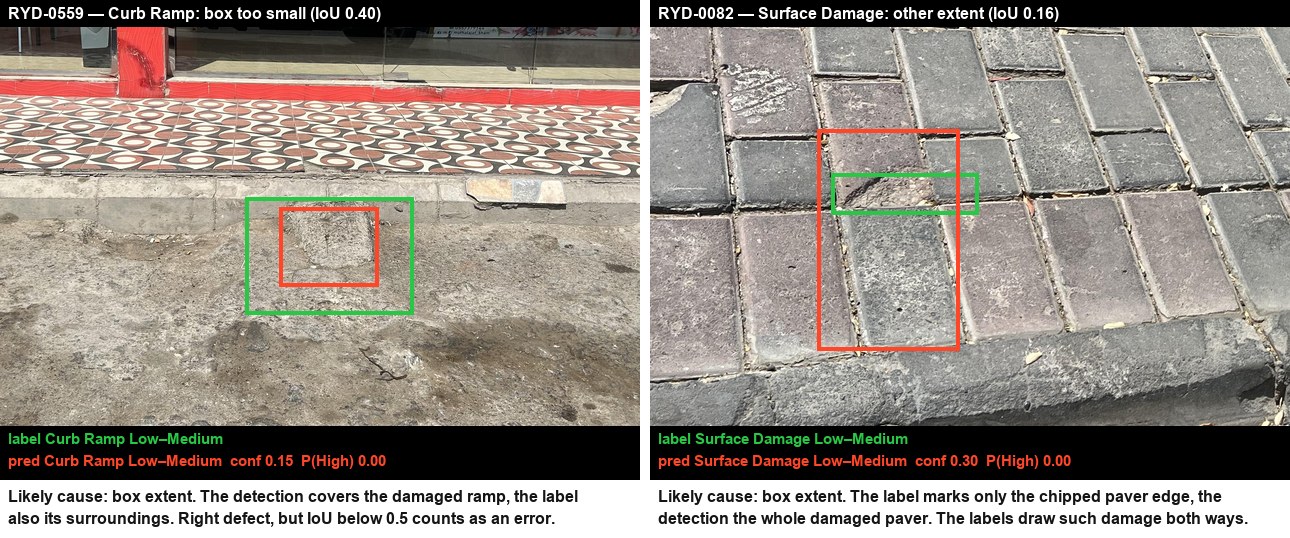 RYD-0559 — Curb Ramp: box too small (IoU 0.40)
label Curb Ramp Low–Medium
pred Curb Ramp Low–Medium conf 0.15 P(High) 0.00
Likely cause: box extent. The detection covers the damaged ramp, the label
also its surroundings. Right defect, but IoU below 0.5 counts as an error.
RYD-0082 — Surface Damage: other extent (IoU 0.16)
label Surface Damage Low–Medium
pred Surface Damage Low–Medium conf 0.30 P(High) 0.00
Likely cause: box extent. The label marks only the chipped paver edge, the
detection the whole damaged paver. The labels draw such damage both ways.